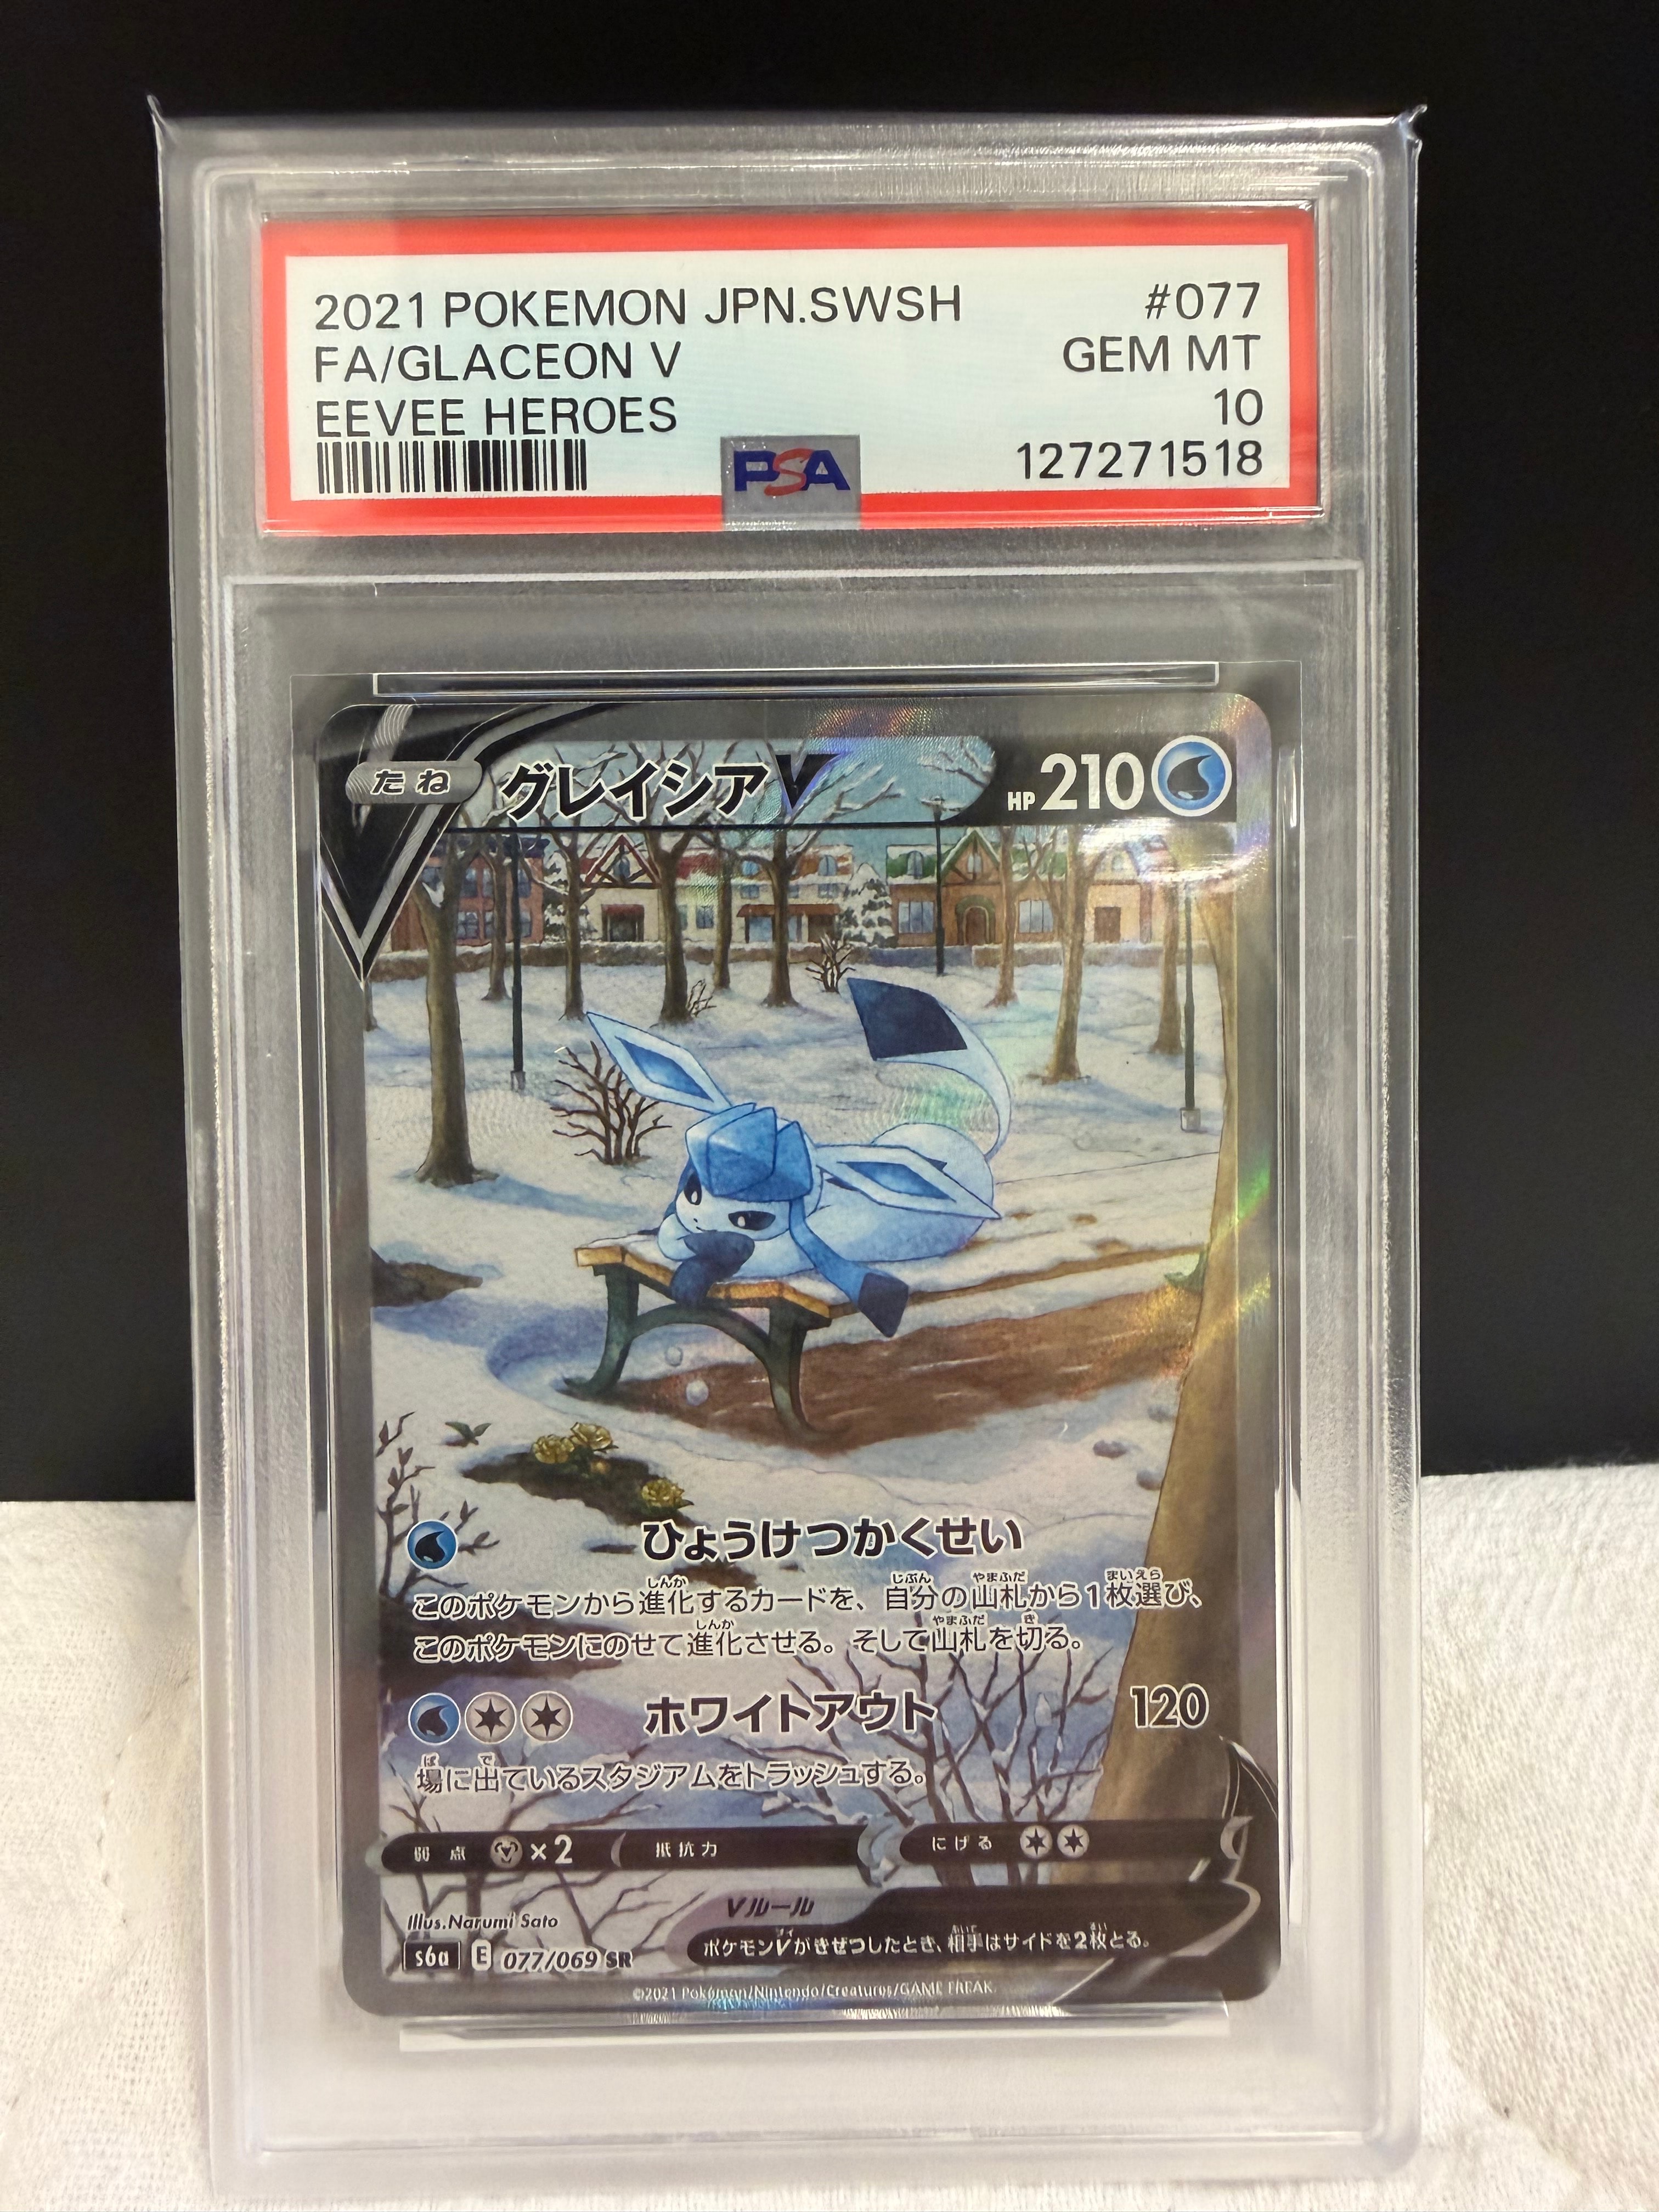 2021 POKEMON JPN.SWSH #077
FA/GLACEON V GEM MT
EEVEE HEROES 10
PSA 127271518
たね グレイシアV HP 210
ひょうけつかくせい
このポケモンから進化するカードを、自分の山札から1枚選び、
このポケモンにのせて進化させる。そして山札を切る。
ホワイトアウト 120
場に出ているスタジアムをトラッシュする。
弱点 ×2 抵抗力 にげる
Vルール
Illus.Narumi Sato
ポケモンVがきぜつしたとき、相手はサイドを2枚とる。
s6a E 077/069 SR
©2021 Pokémon/Nintendo/Creatures/GAME FREAK.